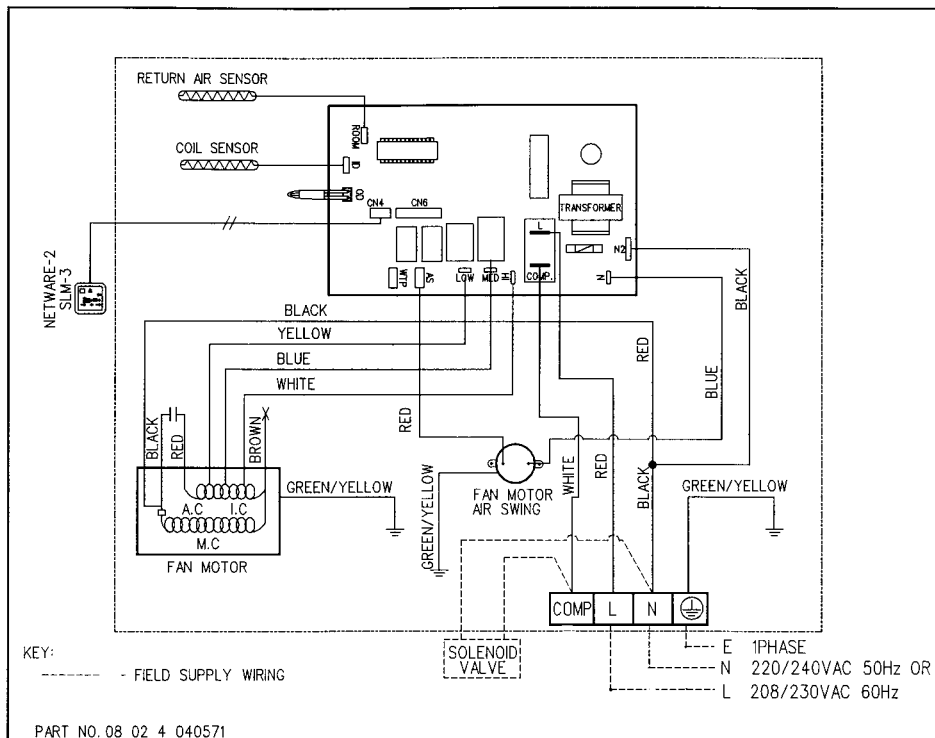 RETURN AIR SENSOR
ROOM
COIL SENSOR
ID
OD
CN4
CN6
TRANSFORMER
L
N2
NETWARE-2
SLM-3
WTP
AS
LOW
MED
HI
COMP.
N
BLACK
YELLOW
BLUE
WHITE
RED
BLACK
BLUE
BLACK
RED
BROWN
RED
WHITE
RED
BLACK
GREEN/YELLOW
GREEN/YELLOW
GREEN/YELLOW
A.C
I.C
M.C
FAN MOTOR
FAN MOTOR
AIR SWING
COMP
L
N
SOLENOID
VALVE
E 1PHASE
N 220/240VAC 50Hz OR
L 208/230VAC 60Hz
KEY:
- FIELD SUPPLY WIRING
PART NO. 08 02 4 040571